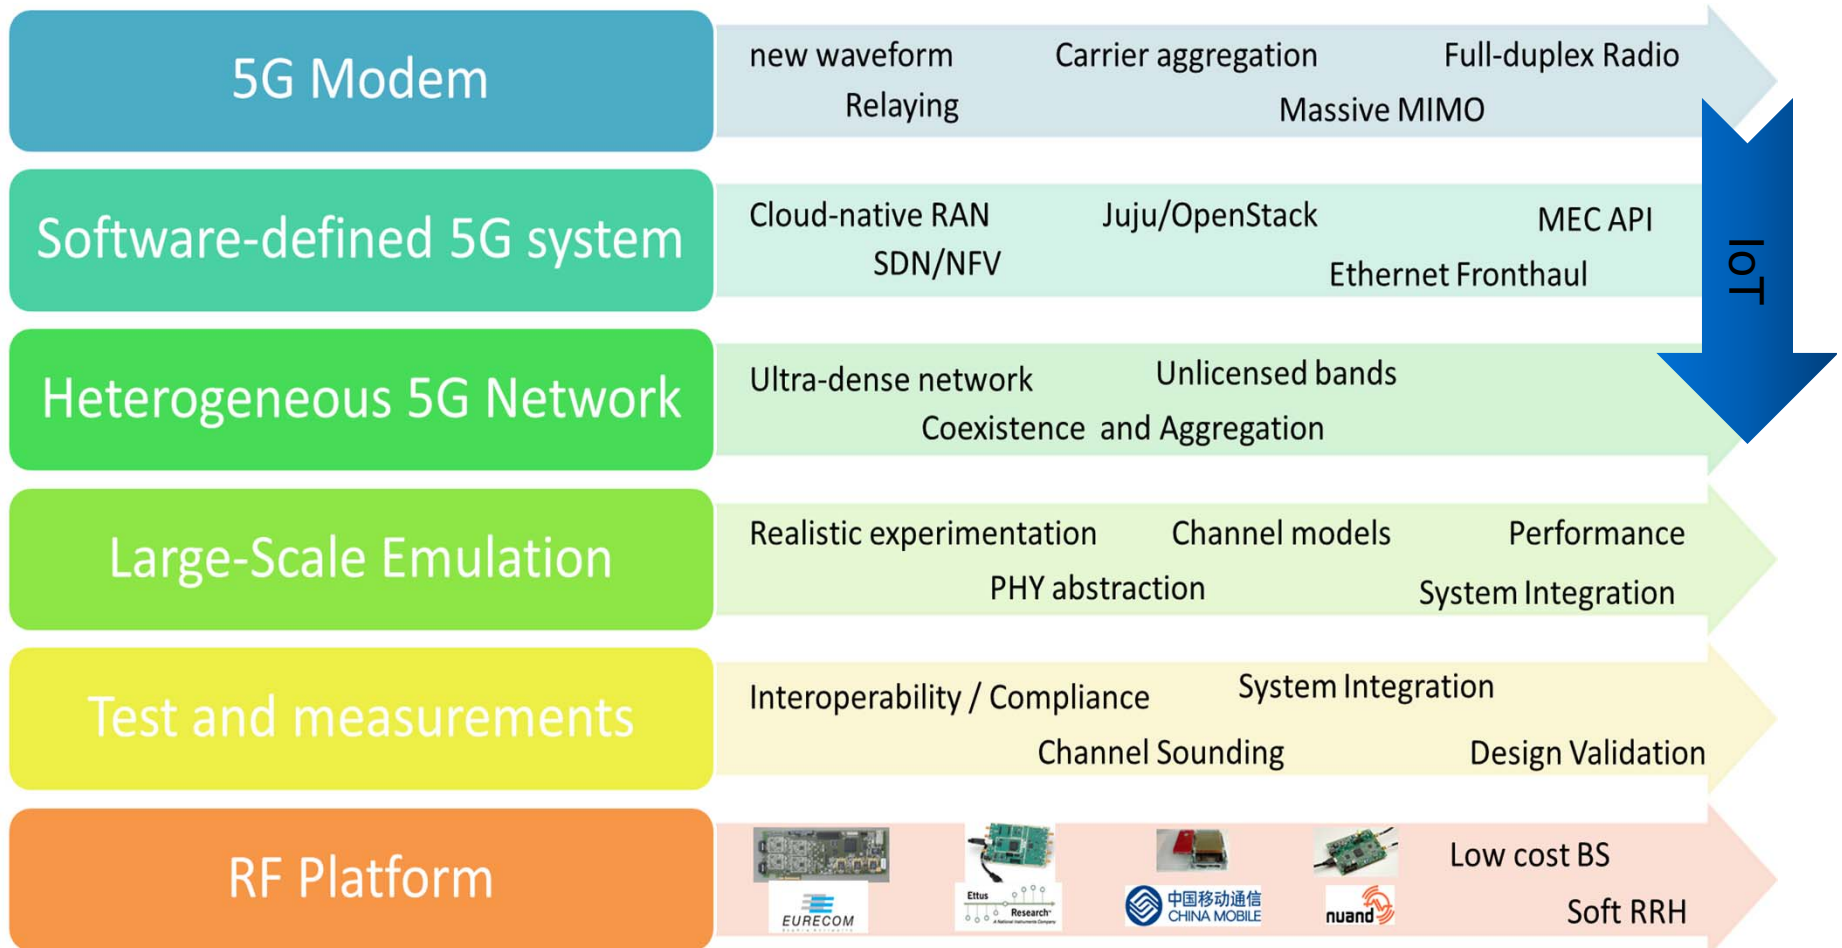 5G Modem
new waveform
Carrier aggregation
Full-duplex Radio
Relaying
Massive MIMO
Software-defined 5G system
Cloud-native RAN
Juju/OpenStack
MEC API
SDN/NFV
Ethernet Fronthaul
IoT
Heterogeneous 5G Network
Ultra-dense network
Unlicensed bands
Coexistence and Aggregation
Large-Scale Emulation
Realistic experimentation
Channel models
Performance
PHY abstraction
System Integration
Test and measurements
Interoperability / Compliance
System Integration
Channel Sounding
Design Validation
RF Platform
EURECOM
Ettus
Research
A National Instruments Company
中国移动通信
CHINA MOBILE
nuand
Low cost BS
Soft RRH